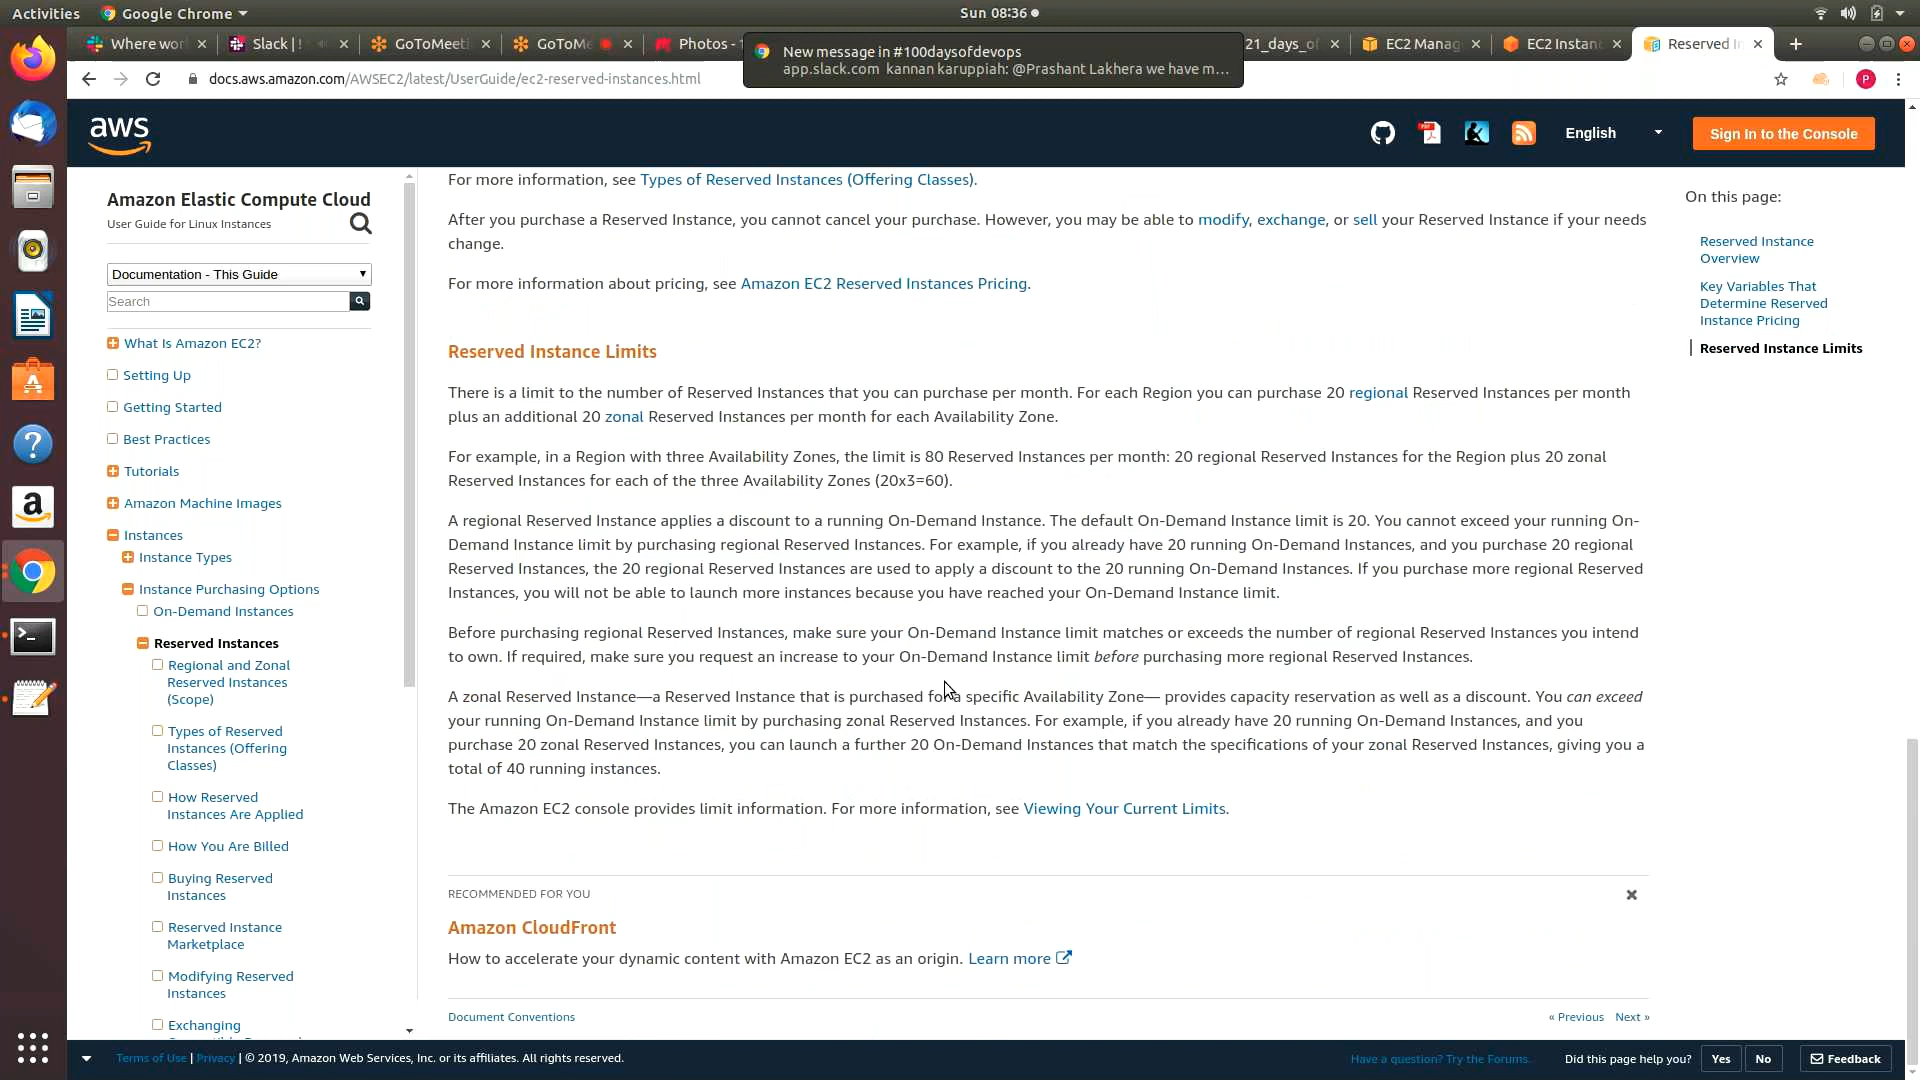 Activities
Google Chrome
Sun 08:36
Where wor
Slack | !
GoToMeeti
GoToMe
Photos -
21_days_of
EC2 Manag
EC2 Instan
Reserved In
New message in #100daysofdevops
app.slack.com kannan karuppiah: @Prashant Lakhera we have m...
docs.aws.amazon.com/AWSEC2/latest/UserGuide/ec2-reserved-instances.html
P
aws
PDF
English
Sign In to the Console
Amazon Elastic Compute Cloud
User Guide for Linux Instances
Documentation - This Guide
Search
What Is Amazon EC2?
Setting Up
Getting Started
Best Practices
Tutorials
Amazon Machine Images
Instances
Instance Types
Instance Purchasing Options
On-Demand Instances
Reserved Instances
Regional and Zonal
Reserved Instances
(Scope)
Types of Reserved
Instances (Offering
Classes)
How Reserved
Instances Are Applied
How You Are Billed
Buying Reserved
Instances
Reserved Instance
Marketplace
Modifying Reserved
Instances
Exchanging
For more information, see Types of Reserved Instances (Offering Classes).
After you purchase a Reserved Instance, you cannot cancel your purchase. However, you may be able to modify, exchange, or sell your Reserved Instance if your needs
change.
For more information about pricing, see Amazon EC2 Reserved Instances Pricing.
Reserved Instance Limits
There is a limit to the number of Reserved Instances that you can purchase per month. For each Region you can purchase 20 regional Reserved Instances per month
plus an additional 20 zonal Reserved Instances per month for each Availability Zone.
For example, in a Region with three Availability Zones, the limit is 80 Reserved Instances per month: 20 regional Reserved Instances for the Region plus 20 zonal
Reserved Instances for each of the three Availability Zones (20x3=60).
A regional Reserved Instance applies a discount to a running On-Demand Instance. The default On-Demand Instance limit is 20. You cannot exceed your running On-
Demand Instance limit by purchasing regional Reserved Instances. For example, if you already have 20 running On-Demand Instances, and you purchase 20 regional
Reserved Instances, the 20 regional Reserved Instances are used to apply a discount to the 20 running On-Demand Instances. If you purchase more regional Reserved
Instances, you will not be able to launch more instances because you have reached your On-Demand Instance limit.
Before purchasing regional Reserved Instances, make sure your On-Demand Instance limit matches or exceeds the number of regional Reserved Instances you intend
to own. If required, make sure you request an increase to your On-Demand Instance limit before purchasing more regional Reserved Instances.
A zonal Reserved Instance—a Reserved Instance that is purchased for a specific Availability Zone— provides capacity reservation as well as a discount. You can exceed
your running On-Demand Instance limit by purchasing zonal Reserved Instances. For example, if you already have 20 running On-Demand Instances, and you
purchase 20 zonal Reserved Instances, you can launch a further 20 On-Demand Instances that match the specifications of your zonal Reserved Instances, giving you a
total of 40 running instances.
The Amazon EC2 console provides limit information. For more information, see Viewing Your Current Limits.
RECOMMENDED FOR YOU
Amazon CloudFront
How to accelerate your dynamic content with Amazon EC2 as an origin. Learn more
Document Conventions
« Previous Next »
On this page:
Reserved Instance
Overview
Key Variables That
Determine Reserved
Instance Pricing
Reserved Instance Limits
Terms of Use | Privacy | © 2019, Amazon Web Services, Inc. or its affiliates. All rights reserved.
Have a question? Try the Forums.
Did this page help you?
Yes
No
Feedback